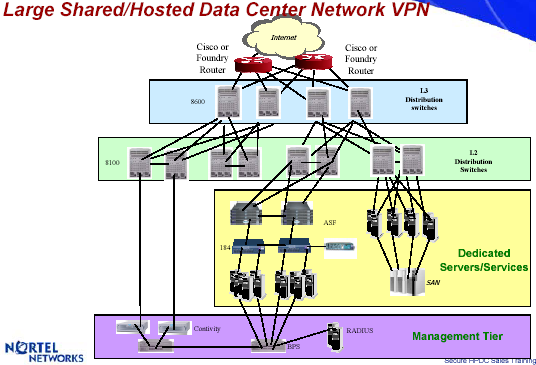 Large Shared/Hosted Data Center Network VPN
Internet
Cisco or
Foundry
Router
Cisco or
Foundry
Router
8600
L3
Distribution
switches
8100
L2
Distribution
Switches
ASF
184
Dedicated
Servers/Services
SAN
Contivity
RADIUS
BPS
Management Tier
NORTEL
NETWORKS
Secure HPDC Sales Training